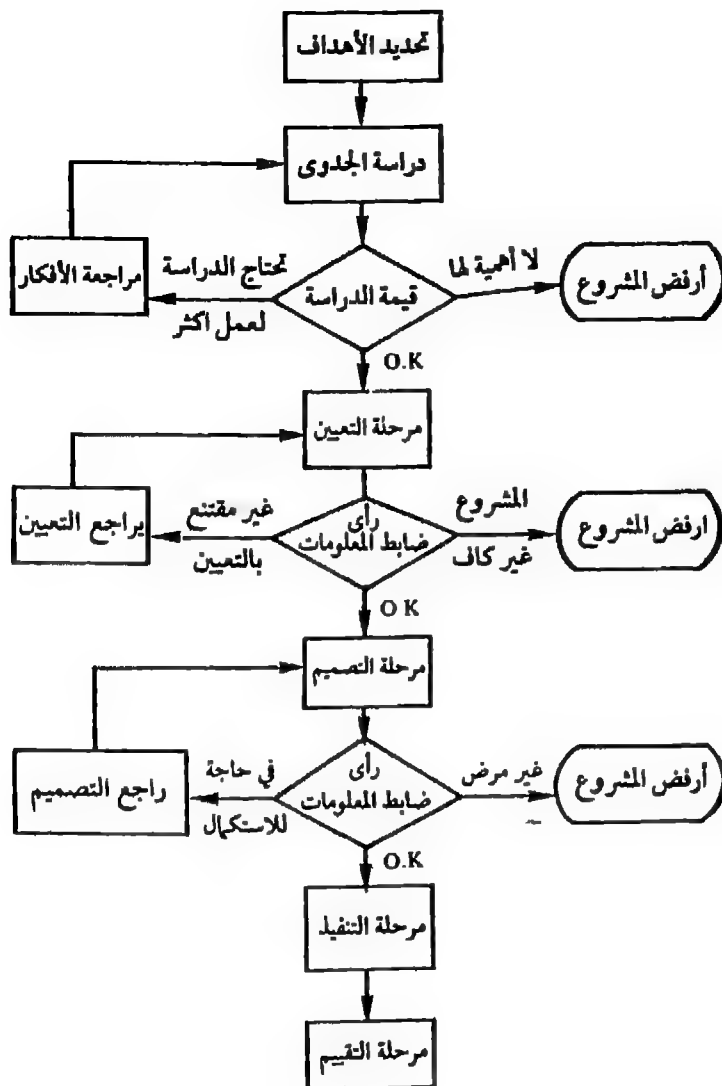 تحديد الأهداف
دراسة الجدوى
قيمة الدراسة
لا أهمية لها
أرفض المشروع
تحتاج الدراسة
لعمل اكثر
مراجعة الأفكار
O.K
مرحلة التعيين
رأى
ضابط المعلومات
المشروع
غير كاف
ارفض المشروع
غير مقتنع
بالتعيين
يراجع التعيين
O K
مرحلة التصميم
رأى
ضابط المعلومات
غير مرض
أرفض المشروع
في حاجة
للاستكمال
راجع التصميم
O.K
مرحلة التنفيذ
مرحلة التقييم